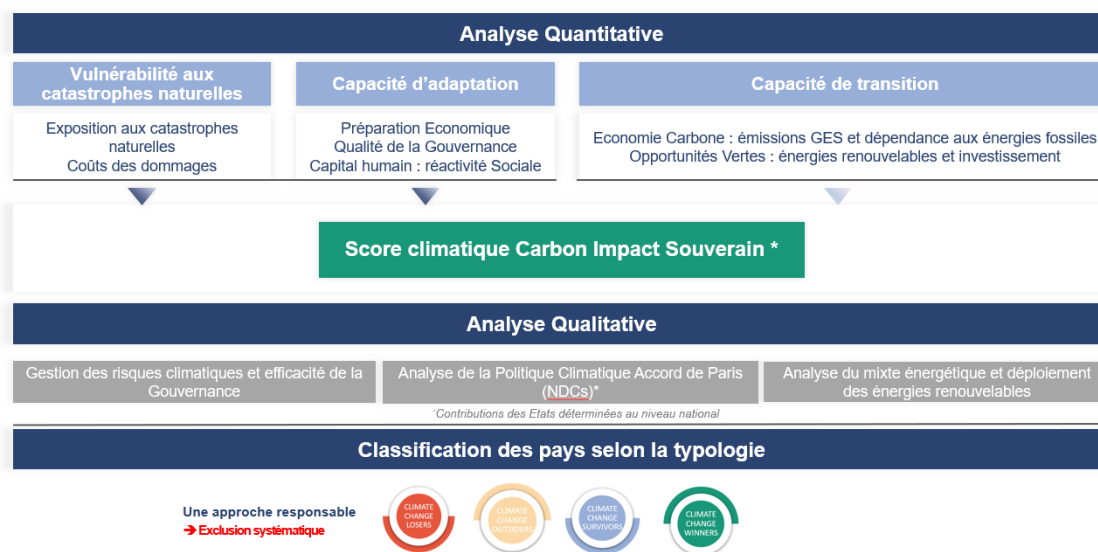 Analyse Quantitative
Vulnérabilité aux
catastrophes naturelles
Capacité d'adaptation
Capacité de transition
Exposition aux catastrophes
naturelles
Coûts des dommages
Préparation Economique
Qualité de la Gouvernance
Capital humain : réactivité Sociale
Economie Carbone : émissions GES et dépendance aux énergies fossiles
Opportunités Vertes : énergies renouvelables et investissement
Score climatique Carbon Impact Souverain *
Analyse Qualitative
Gestion des risques climatiques et efficacité de la
Gouvernance
Analyse de la Politique Climatique Accord de Paris
(NDCs)*
Analyse du mixte énergétique et déploiement
des énergies renouvelables
*Contributions des Etats déterminées au niveau national
Classification des pays selon la typologie
Une approche responsable
➔ Exclusion systématique
CLIMATE
CHANGE
LOSERS
CLIMATE
CHANGE
OUTSIDERS
CLIMATE
CHANGE
SURVIVORS
CLIMATE
CHANGE
WINNERS